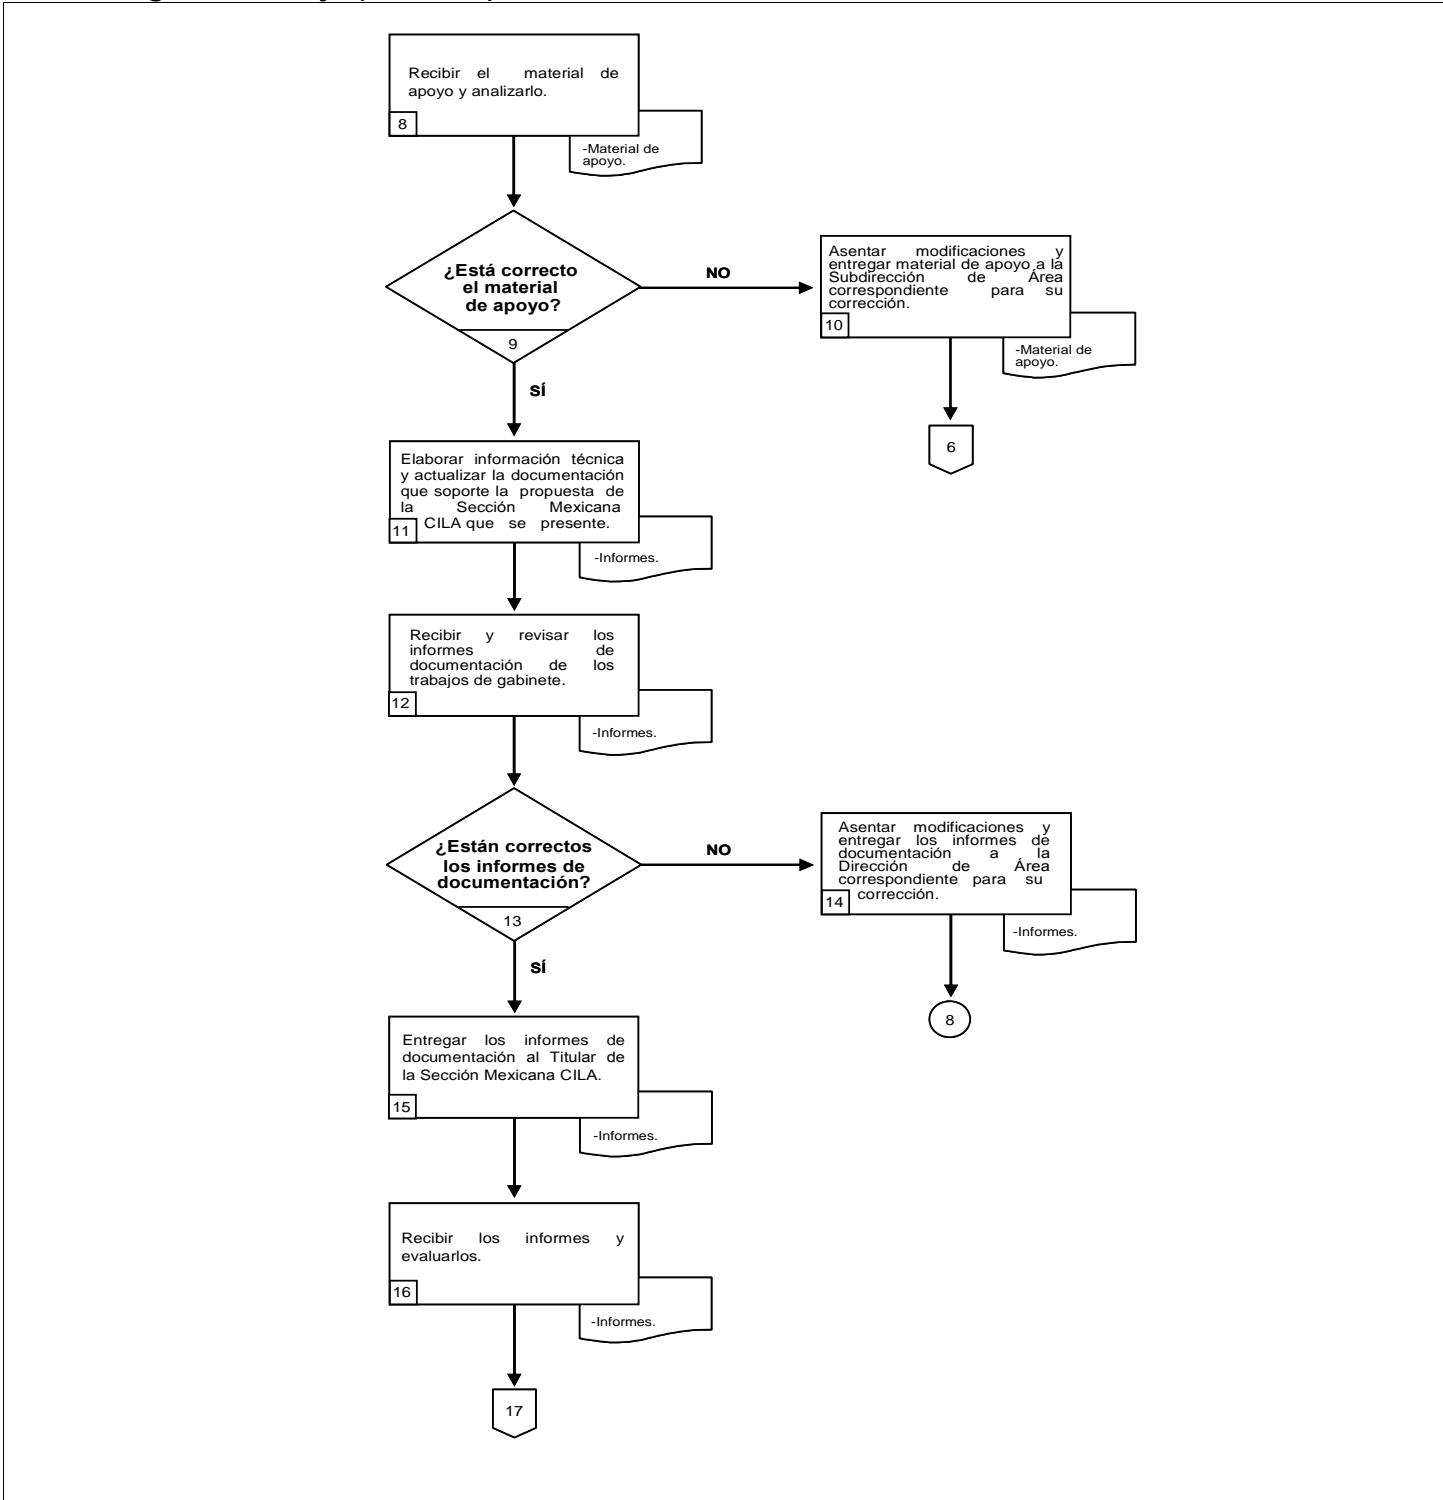 Recibir el material de
apoyo y analizarlo.
8
-Material de
apoyo.
¿Está correcto
el material
de apoyo?
9
NO
Asentar modificaciones y
entregar material de apoyo a la
Subdirección de Área
correspondiente para su
corrección.
10
-Material de
apoyo.
6
SÍ
Elaborar información técnica
y actualizar la documentación
que soporte la propuesta de
la Sección Mexicana
CILA que se presente.
11
-Informes.
Recibir y revisar los
informes de
documentación de los
trabajos de gabinete.
12
-Informes.
¿Están correctos
los informes de
documentación?
13
NO
Asentar modificaciones y
entregar los informes de
documentación a la
Dirección de Área
correspondiente para su
corrección.
14
-Informes.
8
SÍ
Entregar los informes de
documentación al Titular de
la Sección Mexicana CILA.
15
-Informes.
Recibir los informes y
evaluarlos.
16
-Informes.
17